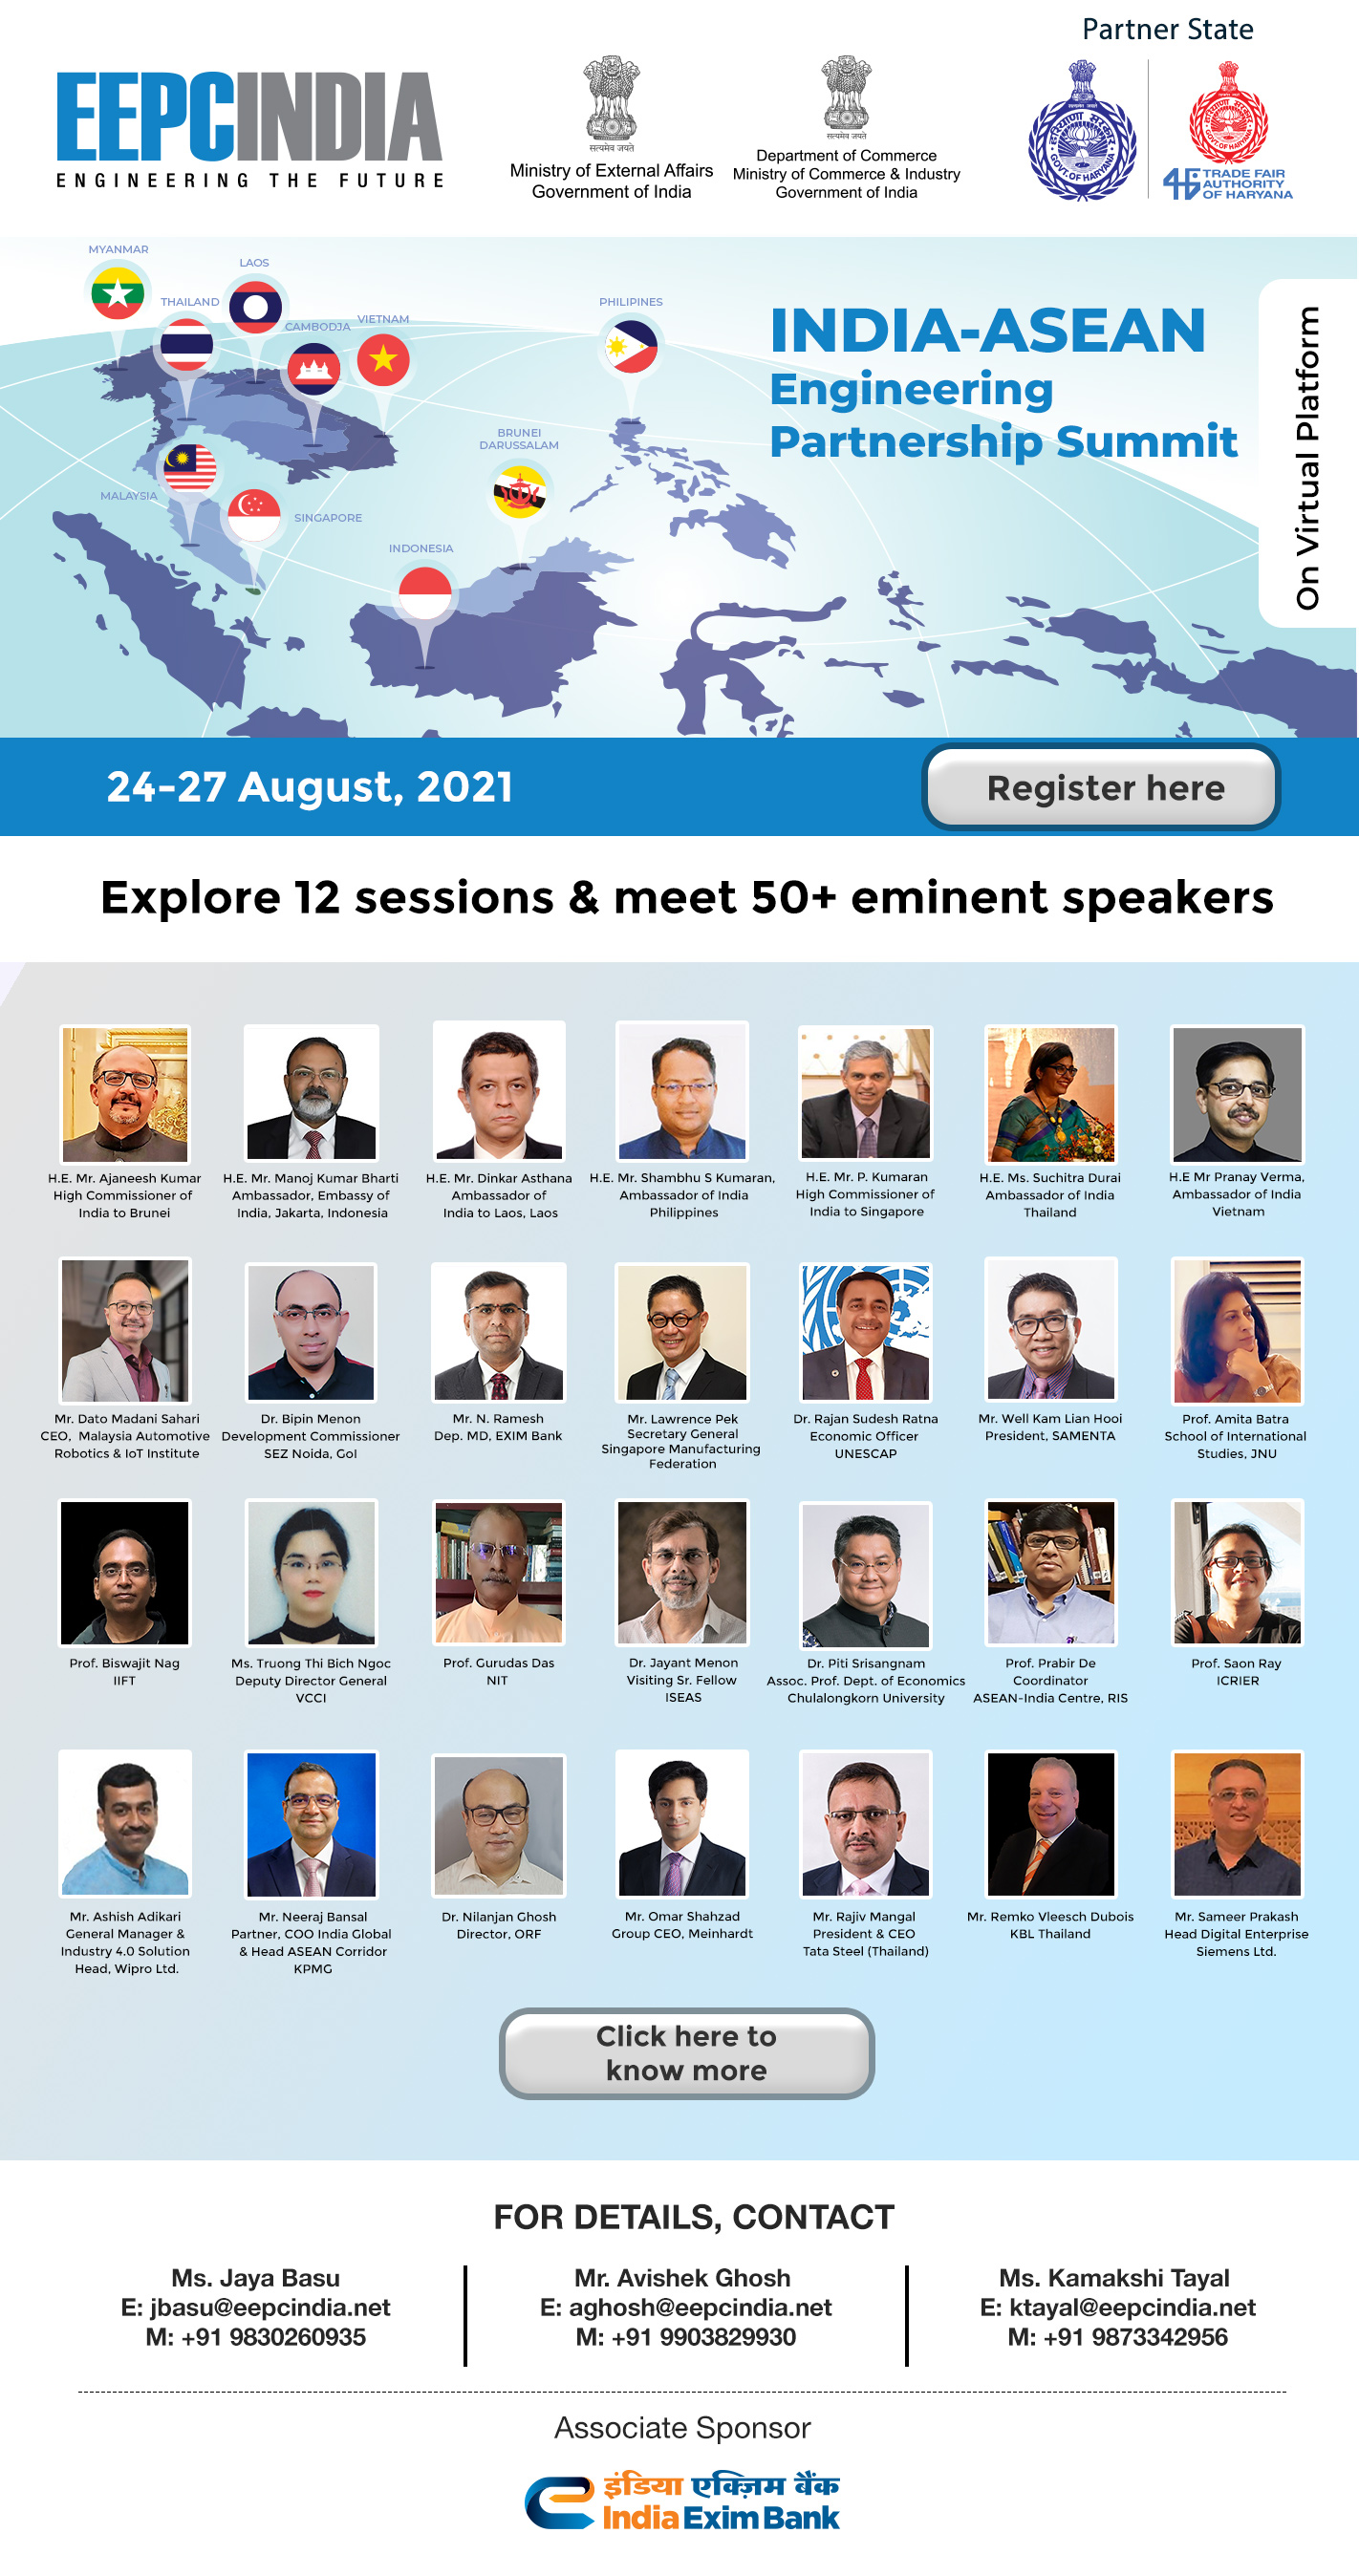 Partner State
EEPCINDIA
ENGINEERING THE FUTURE
सत्यमेव जयते
Ministry of External Affairs
Government of India
सत्यमेव जयते
Department of Commerce
Ministry of Commerce & Industry
Government of India
हरियाणा सरकार
GOVT. OF HARYANA
हरियाणा सरकार
GOVT. OF HARYANA
TRADE FAIR
AUTHORITY
OF HARYANA
MYANMAR
LAOS
THAILAND
CAMBODJA
VIETNAM
PHILIPINES
BRUNEI
DARUSSALAM
MALAYSIA
SINGAPORE
INDONESIA
INDIA-ASEAN
Engineering
Partnership Summit
On Virtual Platform
24-27 August, 2021
Register here
Explore 12 sessions & meet 50+ eminent speakers
H.E. Mr. Ajaneesh Kumar
High Commissioner of
India to Brunei
H.E. Mr. Manoj Kumar Bharti
Ambassador, Embassy of
India, Jakarta, Indonesia
H.E. Mr. Dinkar Asthana
Ambassador of
India to Laos, Laos
H.E. Mr. Shambhu S Kumaran,
Ambassador of India
Philippines
H.E. Mr. P. Kumaran
High Commissioner of
India to Singapore
H.E. Ms. Suchitra Durai
Ambassador of India
Thailand
H.E Mr Pranay Verma,
Ambassador of India
Vietnam
Mr. Dato Madani Sahari
CEO, Malaysia Automotive
Robotics & IoT Institute
Dr. Bipin Menon
Development Commissioner
SEZ Noida, GoI
Mr. N. Ramesh
Dep. MD, EXIM Bank
Mr. Lawrence Pek
Secretary General
Singapore Manufacturing
Federation
Dr. Rajan Sudesh Ratna
Economic Officer
UNESCAP
Mr. Well Kam Lian Hooi
President, SAMENTA
Prof. Amita Batra
School of International
Studies, JNU
Prof. Biswajit Nag
IIFT
Ms. Truong Thi Bich Ngoc
Deputy Director General
VCCI
Prof. Gurudas Das
NIT
Dr. Jayant Menon
Visiting Sr. Fellow
ISEAS
Dr. Piti Srisangnam
Assoc. Prof. Dept. of Economics
Chulalongkorn University
Prof. Prabir De
Coordinator
ASEAN-India Centre, RIS
Prof. Saon Ray
ICRIER
Mr. Ashish Adikari
General Manager &
Industry 4.0 Solution
Head, Wipro Ltd.
Mr. Neeraj Bansal
Partner, COO India Global
& Head ASEAN Corridor
KPMG
Dr. Nilanjan Ghosh
Director, ORF
Mr. Omar Shahzad
Group CEO, Meinhardt
Mr. Rajiv Mangal
President & CEO
Tata Steel (Thailand)
Mr. Remko Vleesch Dubois
KBL Thailand
Mr. Sameer Prakash
Head Digital Enterprise
Siemens Ltd.
Click here to
know more
FOR DETAILS, CONTACT
Ms. Jaya Basu
E: jbasu@eepcindia.net
M: +91 9830260935
Mr. Avishek Ghosh
E: aghosh@eepcindia.net
M: +91 9903829930
Ms. Kamakshi Tayal
E: ktayal@eepcindia.net
M: +91 9873342956
Associate Sponsor
इंडिया एक्ज़िम बैंक
India Exim Bank